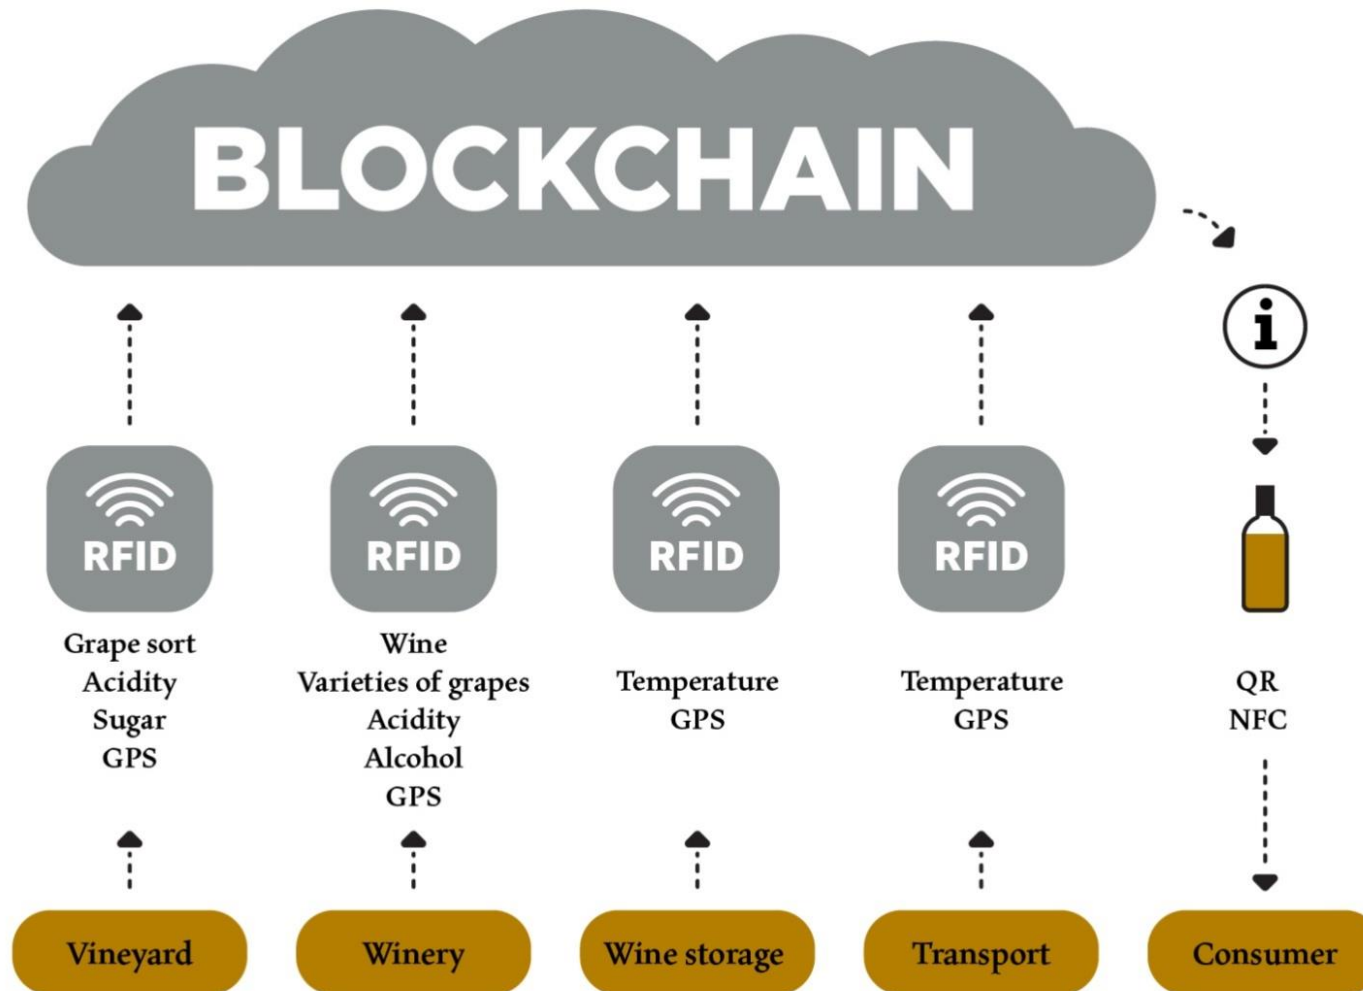 BLOCKCHAIN
i
RFID
Grape sort
Acidity
Sugar
GPS
RFID
Wine
Varieties of grapes
Acidity
Alcohol
GPS
RFID
Temperature
GPS
RFID
Temperature
GPS
QR
NFC
Vineyard
Winery
Wine storage
Transport
Consumer